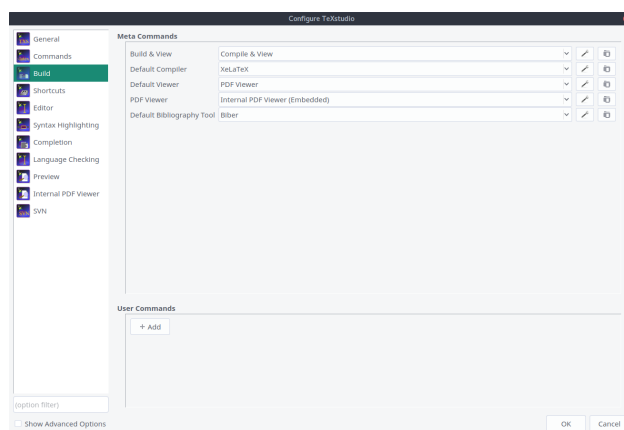 Configure TeXstudio
General
Commands
Build
Shortcuts
Editor
Syntax Highlighting
Completion
Language Checking
Preview
Internal PDF Viewer
SVN
(option filter)
Show Advanced Options
Meta Commands
Build & View Compile & View
Default Compiler XeLaTeX
Default Viewer PDF Viewer
PDF Viewer Internal PDF Viewer (Embedded)
Default Bibliography Tool Biber
User Commands
+ Add
OK Cancel